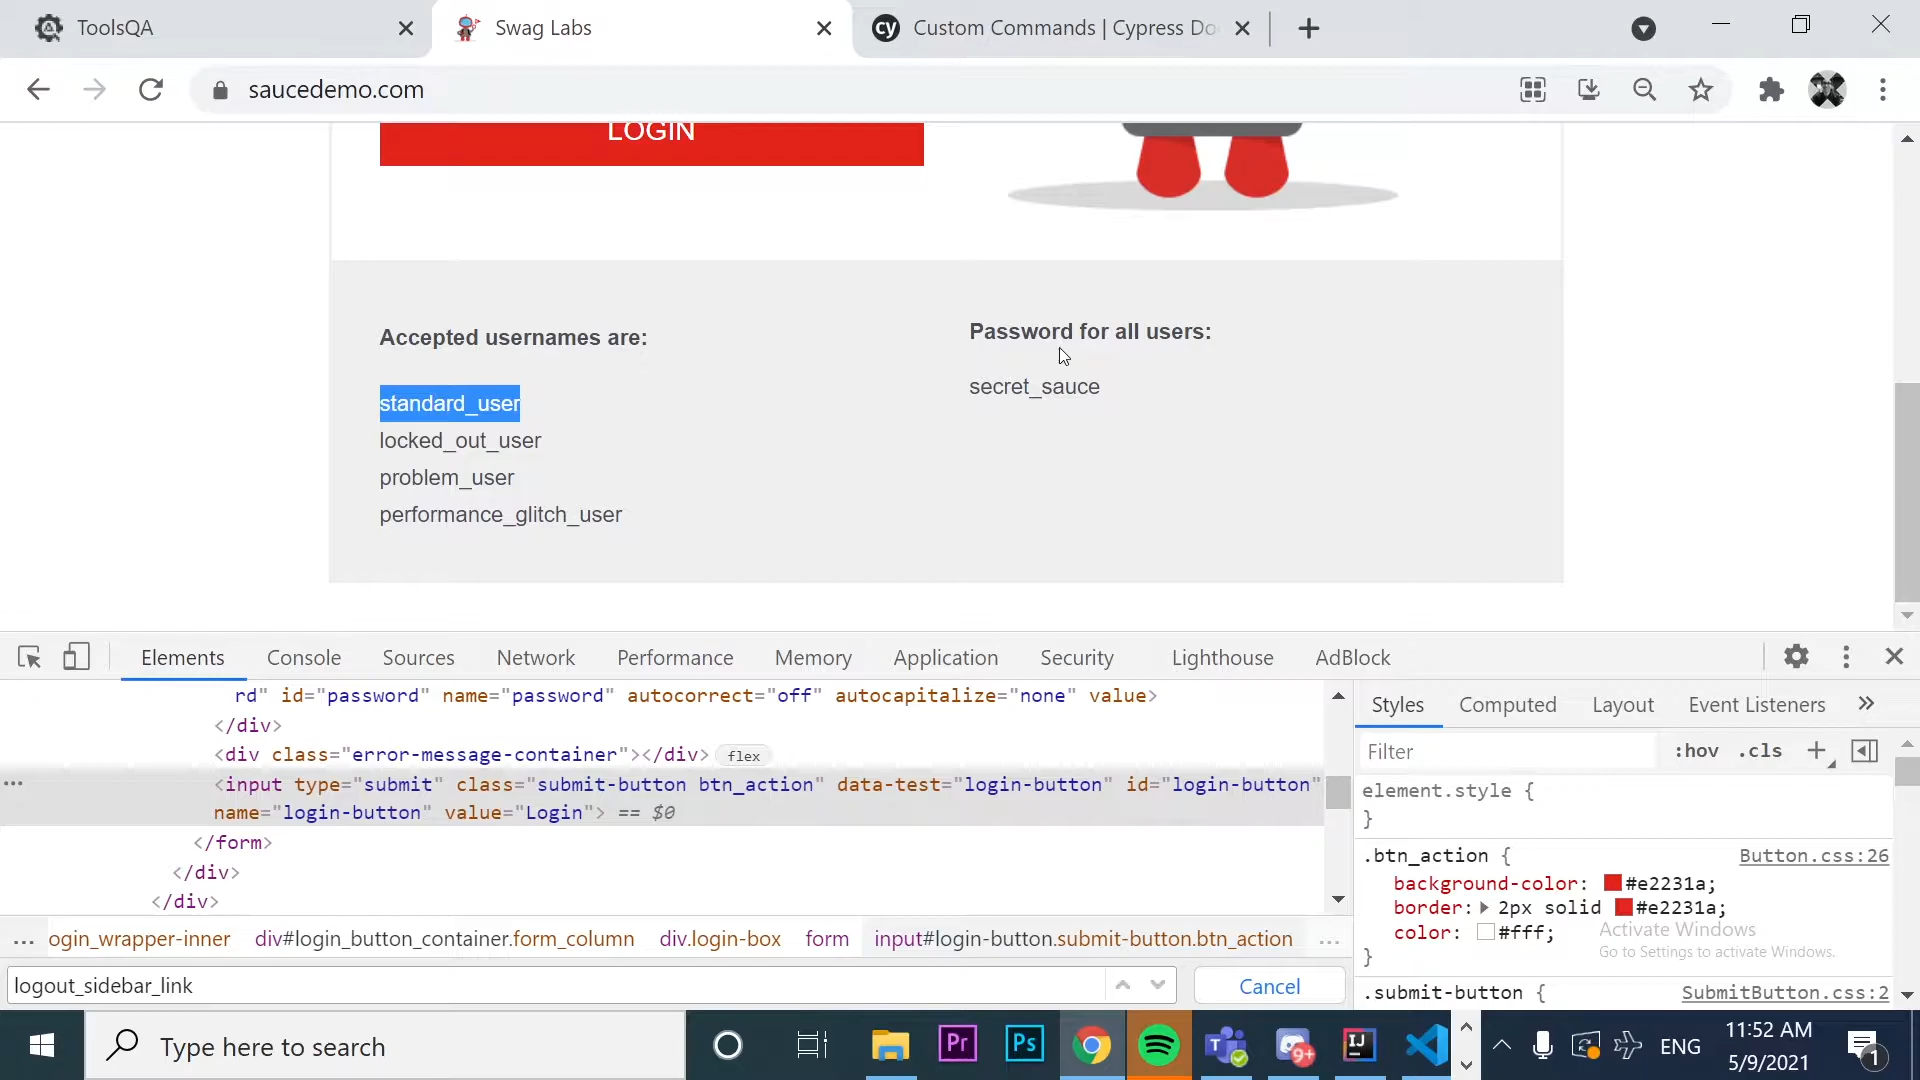 ToolsQA
Swag Labs
Custom Commands | Cypress Do
saucedemo.com
LOGIN
Accepted usernames are:
standard_user
locked_out_user
problem_user
performance_glitch_user
Password for all users:
secret_sauce
Elements Console Sources Network Performance Memory Application Security Lighthouse AdBlock
rd" id="password" name="password" autocorrect="off" autocapitalize="none" value>
</div>
<div class="error-message-container"></div> flex
<input type="submit" class="submit-button btn_action" data-test="login-button" id="login-button"
name="login-button" value="Login"> == $0
</form>
</div>
</div>
... ogin_wrapper-inner div#login_button_container.form_column div.login-box form input#login-button.submit-button.btn_action ...
logout_sidebar_link
Cancel
Styles Computed Layout Event Listeners
Filter
:hov .cls
element.style {
}
.btn_action {
Button.css:26
background-color: #e2231a;
border: 2px solid #e2231a;
color: #fff;
}
.submit-button {
SubmitButton.css:2
Activate Windows
Go to Settings to activate Windows.
Type here to search
Pr
Ps
9+
ENG
11:52 AM
5/9/2021
1